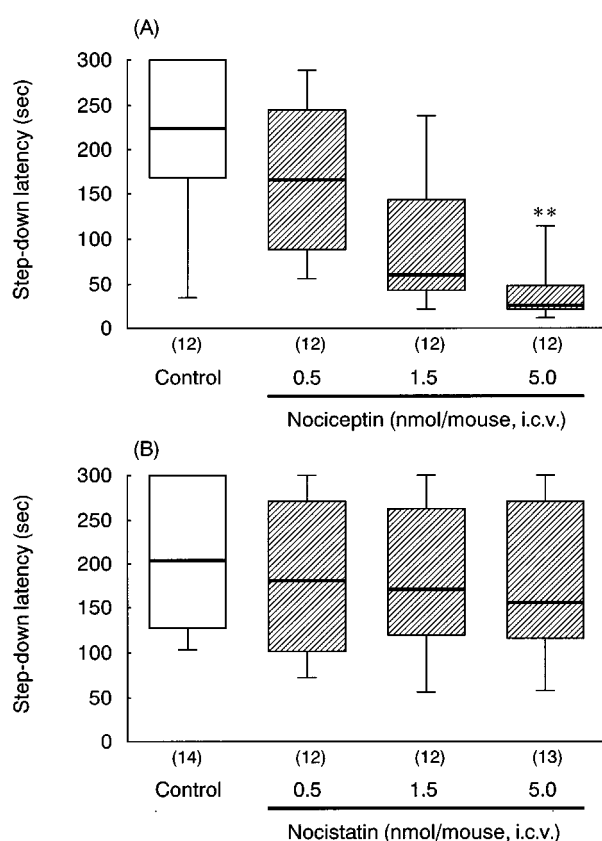 (A)
Step-down latency (sec)
300
250
200
150
100
50
0
**
(12) (12) (12) (12)
Control 0.5 1.5 5.0
Nociceptin (nmol/mouse, i.c.v.)
(B)
Step-down latency (sec)
300
250
200
150
100
50
0
(14) (12) (12) (13)
Control 0.5 1.5 5.0
Nocistatin (nmol/mouse, i.c.v.)